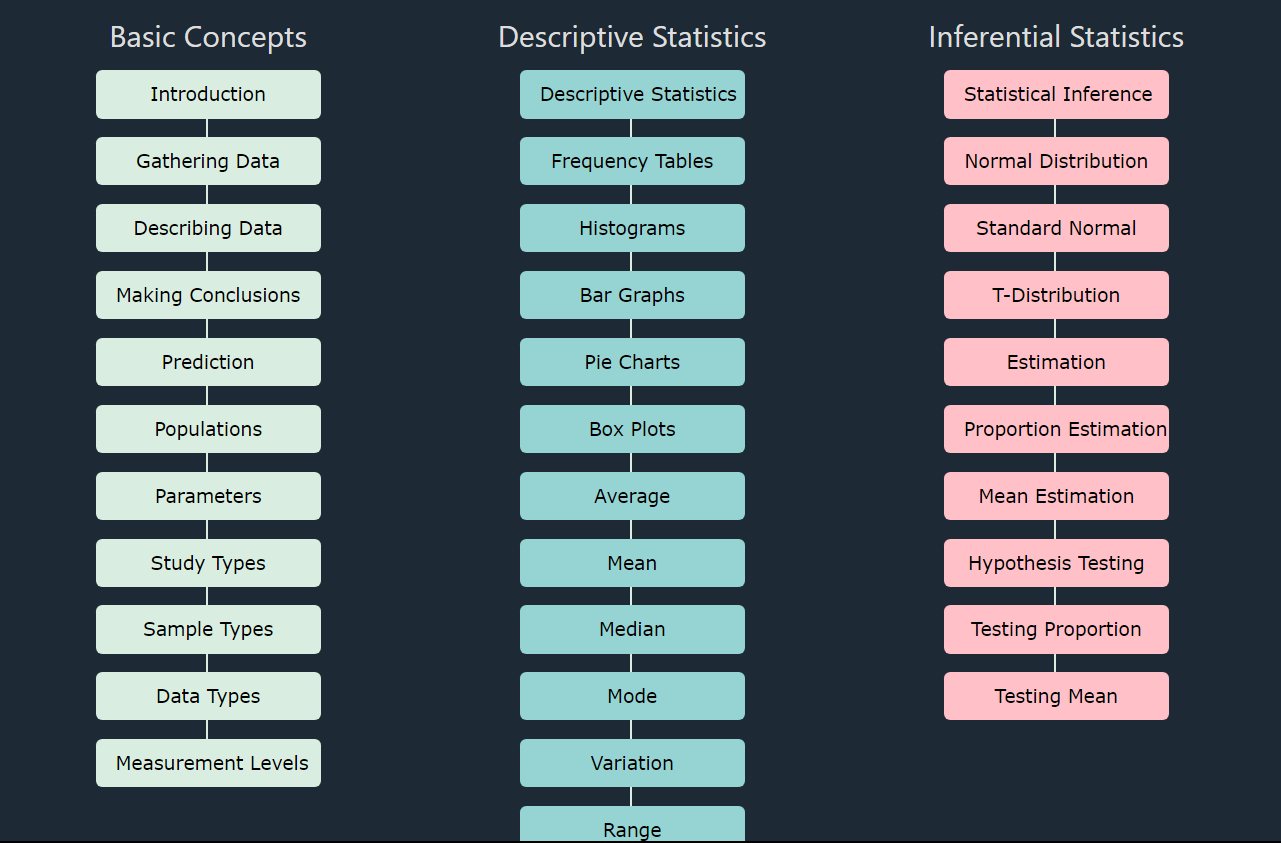 Basic Concepts
Introduction
Gathering Data
Describing Data
Making Conclusions
Prediction
Populations
Parameters
Study Types
Sample Types
Data Types
Measurement Levels
Descriptive Statistics
Descriptive Statistics
Frequency Tables
Histograms
Bar Graphs
Pie Charts
Box Plots
Average
Mean
Median
Mode
Variation
Range
Inferential Statistics
Statistical Inference
Normal Distribution
Standard Normal
T-Distribution
Estimation
Proportion Estimation
Mean Estimation
Hypothesis Testing
Testing Proportion
Testing Mean